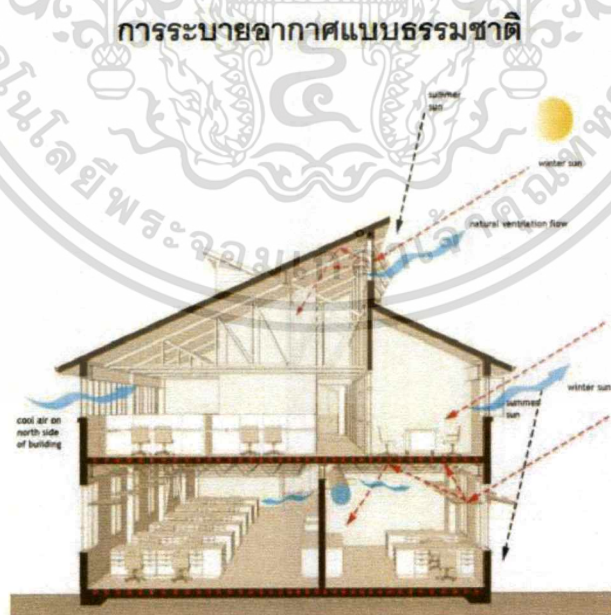 การระบายอากาศแบบธรรมชาติ
summer
sun
winter sun
natural ventilation flow
cool air on
north side
of building
summed
sun
winter sun